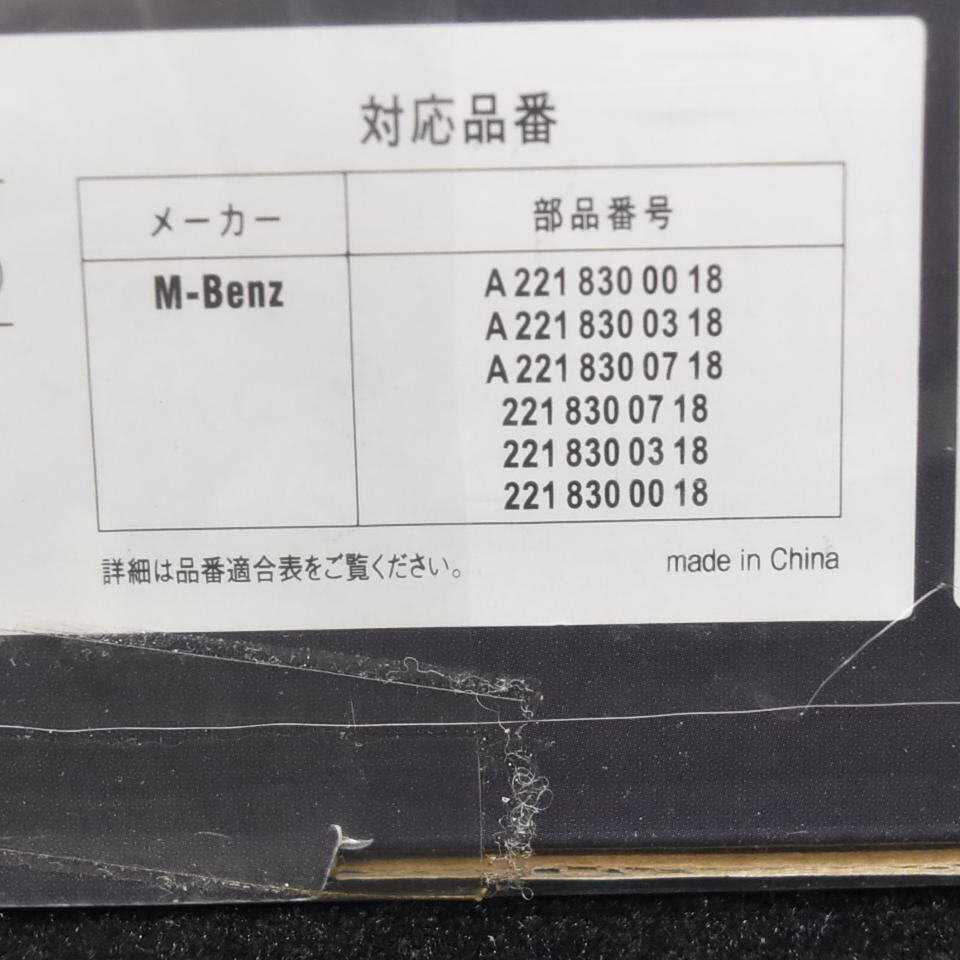 対応品番
メーカー 部品番号
M-Benz A 221 830 00 18
A 221 830 03 18
A 221 830 07 18
221 830 07 18
221 830 03 18
221 830 00 18
詳細は品番適合表をご覧ください。 made in China